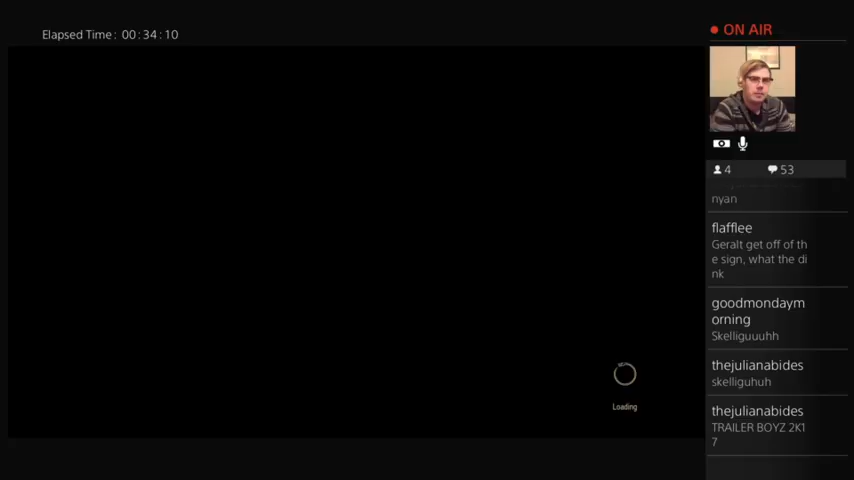 Elapsed Time: 00:34:10
ON AIR
4
53
nyan
flafflee
Geralt get off of th
e sign, what the di
nk
goodmondaym
orning
Skelliguuuhh
thejulianabides
skelliguhuh
thejulianabides
TRAILER BOYZ 2K1
7
Loading